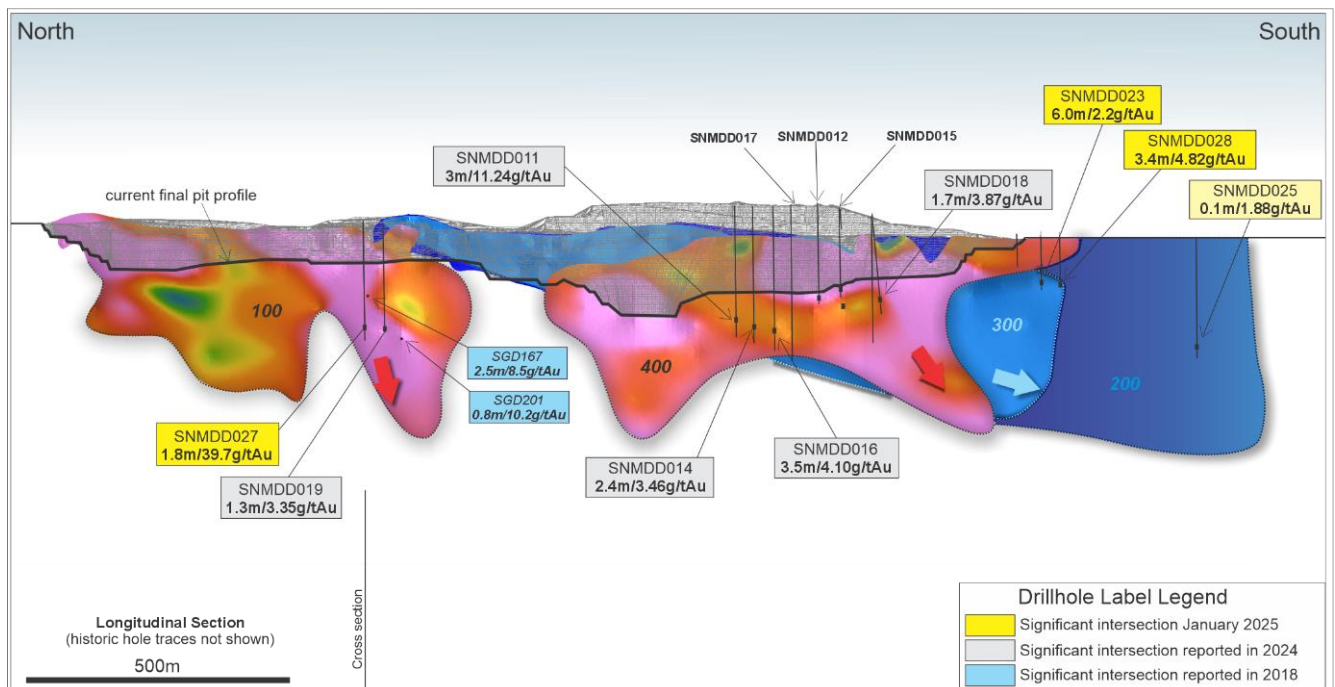 North
South
SNMDD023
6.0m/2.2g/tAu
SNMDD028
3.4m/4.82g/tAu
SNMDD025
0.1m/1.88g/tAu
SNMDD017
SNMDD012
SNMDD015
SNMDD011
3m/11.24g/tAu
SNMDD018
1.7m/3.87g/tAu
current final pit profile
100
300
400
200
SGD167
2.5m/8.5g/tAu
SGD201
0.8m/10.2g/tAu
SNMDD027
1.8m/39.7g/tAu
SNMDD019
1.3m/3.35g/tAu
SNMDD014
2.4m/3.46g/tAu
SNMDD016
3.5m/4.10g/tAu
Cross section
Longitudinal Section
(historic hole traces not shown)
500m
Drillhole Label Legend
Significant intersection January 2025
Significant intersection reported in 2024
Significant intersection reported in 2018